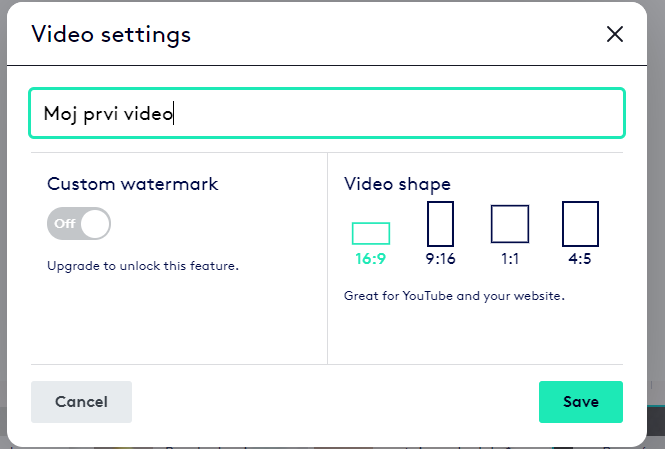 Video settings
Moj prvi video
Custom watermark
Off
Upgrade to unlock this feature.
Video shape
16:9 9:16 1:1 4:5
Great for YouTube and your website.
Cancel Save